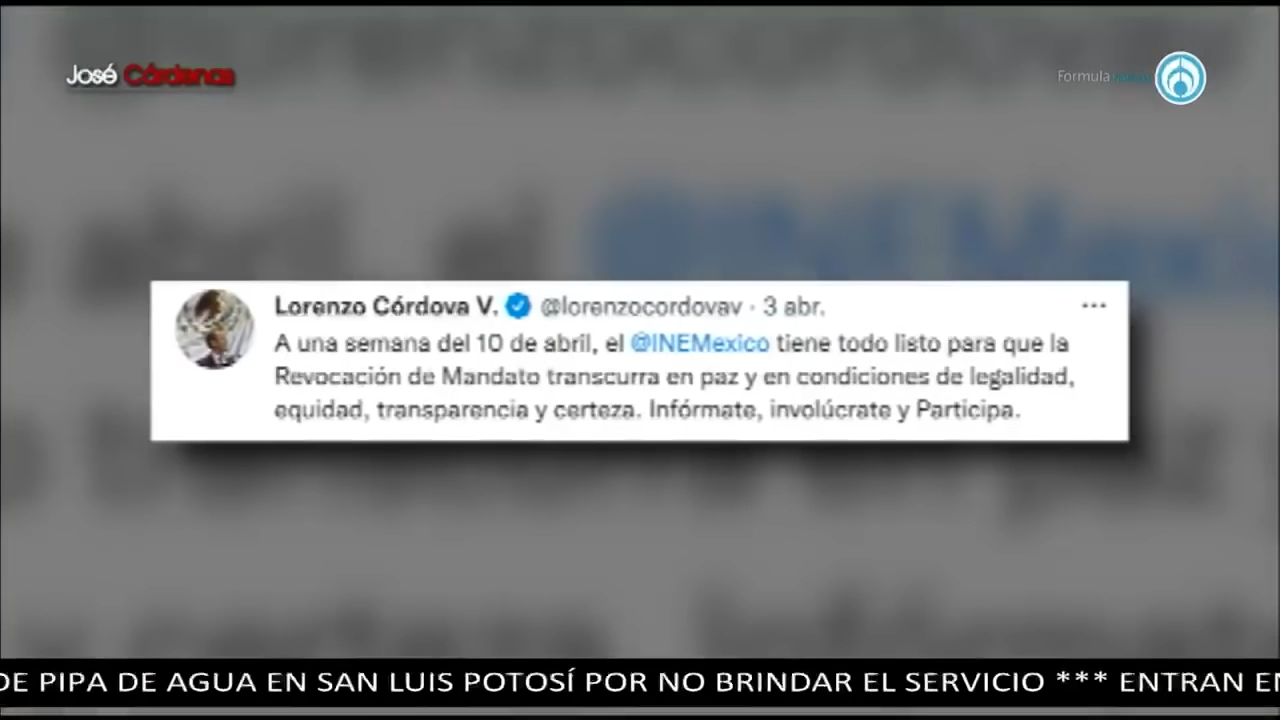 José Cárdenas
Formula
Lorenzo Córdova V. @lorenzocordovav · 3 abr.
A una semana del 10 de abril, el @INEMexico tiene todo listo para que la
Revocación de Mandato transcurra en paz y en condiciones de legalidad,
equidad, transparencia y certeza. Infórmate, involúcrate y Participa.
DE PIPA DE AGUA EN SAN LUIS POTOSÍ POR NO BRINDAR EL SERVICIO *** ENTRAN EN